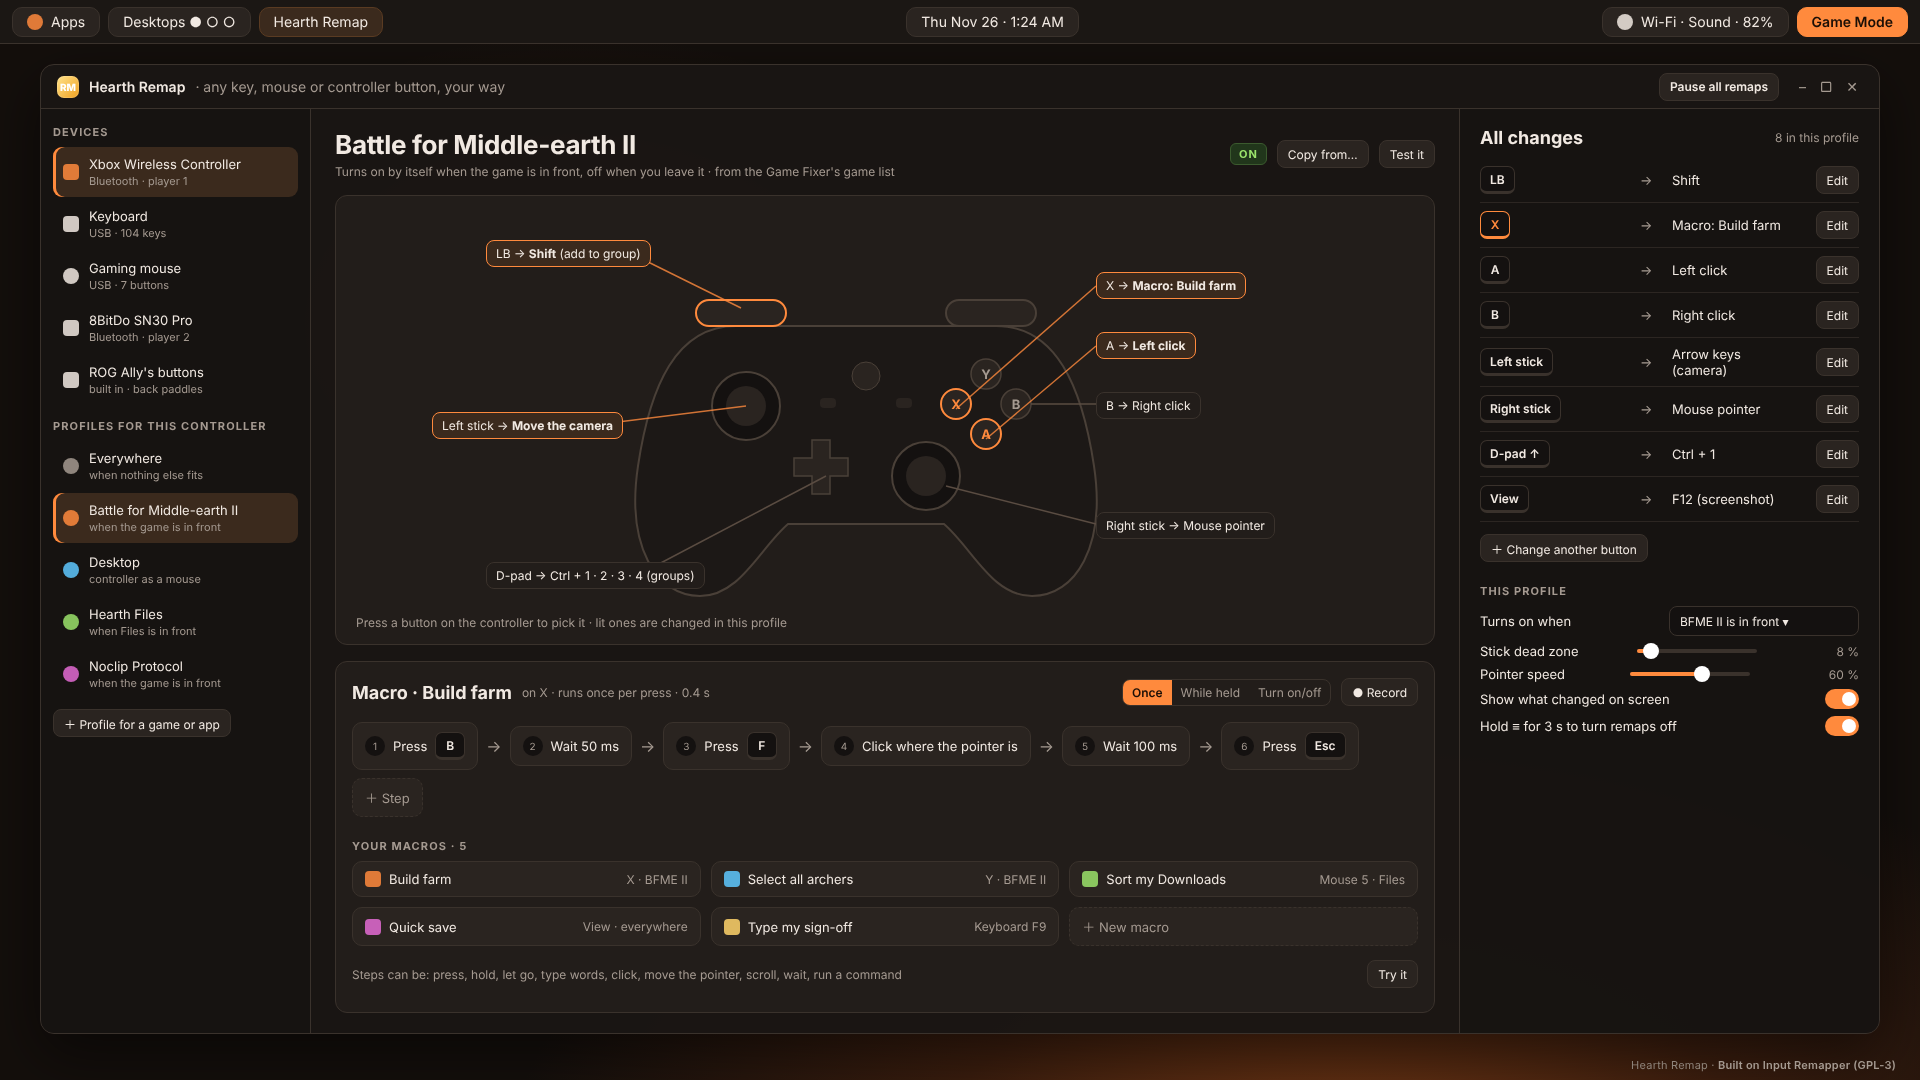 Apps
Desktops
Hearth Remap
Thu Nov 26 · 1:24 AM
Wi-Fi · Sound · 82%
Game Mode
RM
Hearth Remap · any key, mouse or controller button, your way
Pause all remaps
DEVICES
Xbox Wireless Controller
Bluetooth · player 1
Keyboard
USB · 104 keys
Gaming mouse
USB · 7 buttons
8BitDo SN30 Pro
Bluetooth · player 2
ROG Ally's buttons
built in · back paddles
PROFILES FOR THIS CONTROLLER
Everywhere
when nothing else fits
Battle for Middle-earth II
when the game is in front
Desktop
controller as a mouse
Hearth Files
when Files is in front
Noclip Protocol
when the game is in front
+ Profile for a game or app
Battle for Middle-earth II
Turns on by itself when the game is in front, off when you leave it · from the Game Fixer's game list
ON
Copy from...
Test it
LB → Shift (add to group)
X → Macro: Build farm
A → Left click
Y
X
B
A
B → Right click
Left stick → Move the camera
Right stick → Mouse pointer
D-pad → Ctrl + 1 · 2 · 3 · 4 (groups)
Press a button on the controller to pick it · lit ones are changed in this profile
Macro · Build farm
on X · runs once per press · 0.4 s
Once
While held
Turn on/off
● Record
1 Press B → 2 Wait 50 ms → 3 Press F → 4 Click where the pointer is → 5 Wait 100 ms → 6 Press Esc
+ Step
YOUR MACROS · 5
Build farm X · BFME II
Select all archers Y · BFME II
Sort my Downloads Mouse 5 · Files
Quick save View · everywhere
Type my sign-off Keyboard F9
+ New macro
Steps can be: press, hold, let go, type words, click, move the pointer, scroll, wait, run a command
Try it
All changes
8 in this profile
LB → Shift Edit
X → Macro: Build farm Edit
A → Left click Edit
B → Right click Edit
Left stick → Arrow keys
(camera) Edit
Right stick → Mouse pointer Edit
D-pad ↑ → Ctrl + 1 Edit
View → F12 (screenshot) Edit
+ Change another button
THIS PROFILE
Turns on when BFME II is in front ▾
Stick dead zone 8 %
Pointer speed 60 %
Show what changed on screen
Hold ≡ for 3 s to turn remaps off
Hearth Remap · Built on Input Remapper (GPL-3)